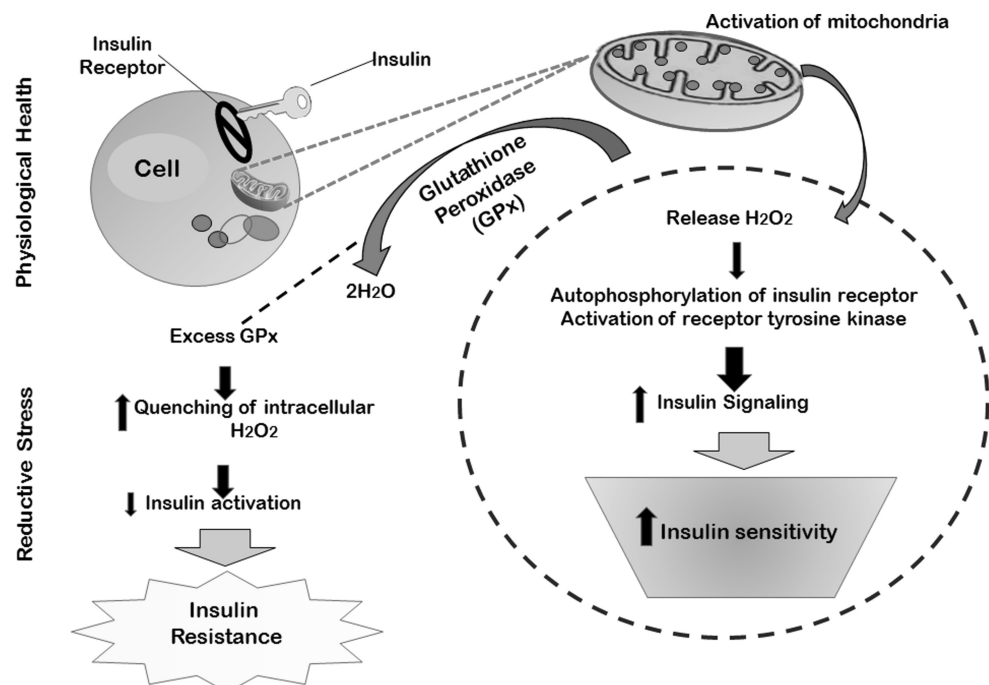 Activation of mitochondria
Insulin
Receptor
Insulin
Physiological Health
Cell
Glutathione
Peroxidase
(GPx)
2H2O
Release H2O2
Autophosphorylation of insulin receptor
Activation of receptor tyrosine kinase
Insulin Signaling
Insulin sensitivity
Reductive Stress
Excess GPx
Quenching of intracellular
H2O2
Insulin activation
Insulin
Resistance